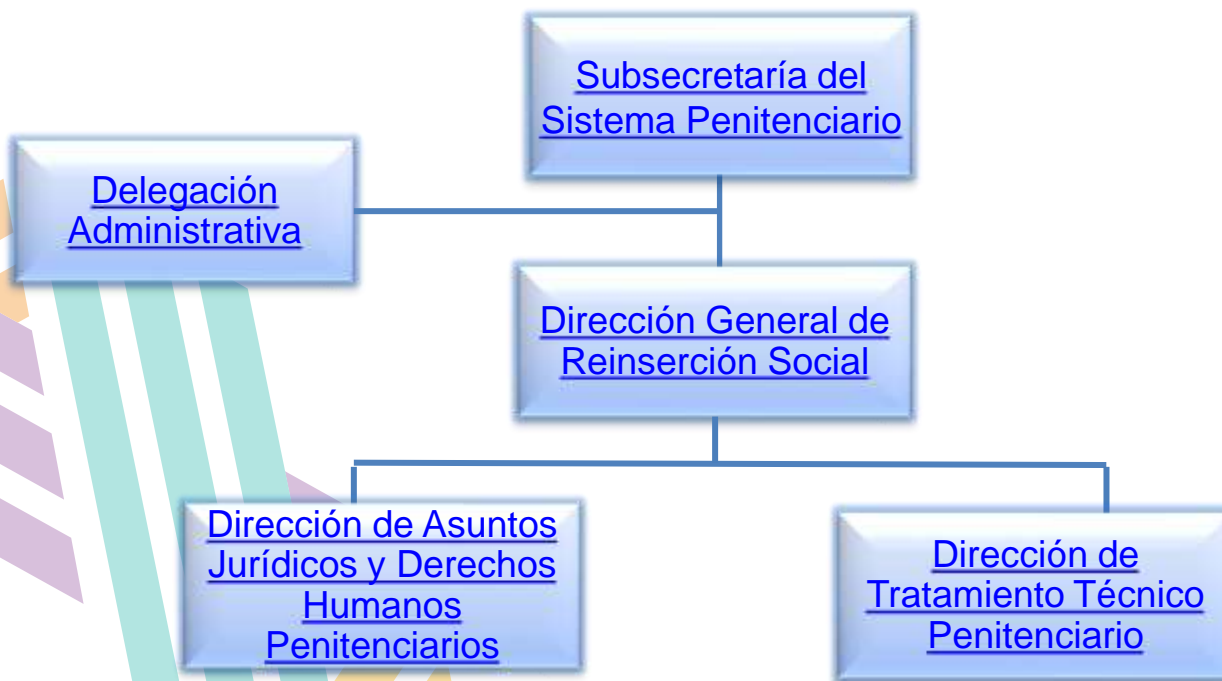 Subsecretaría del
Sistema Penitenciario
Delegación
Administrativa
Dirección General de
Reinserción Social
Dirección de Asuntos
Jurídicos y Derechos
Humanos
Penitenciarios
Dirección de
Tratamiento Técnico
Penitenciario